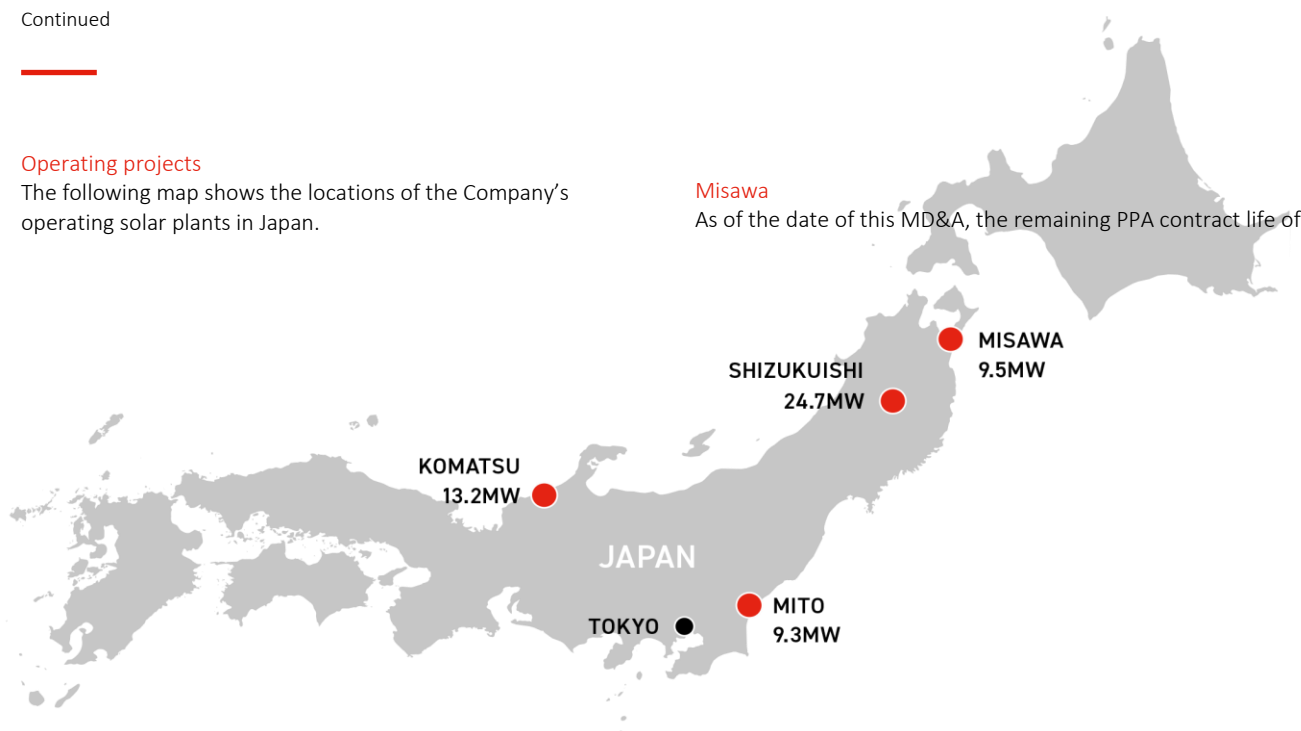 Continued
Operating projects
The following map shows the locations of the Company’s
operating solar plants in Japan.
Misawa
As of the date of this MD&A, the remaining PPA contract life of
MISAWA
9.5MW
SHIZUKUISHI
24.7MW
KOMATSU
13.2MW
JAPAN
MITO
9.3MW
TOKYO